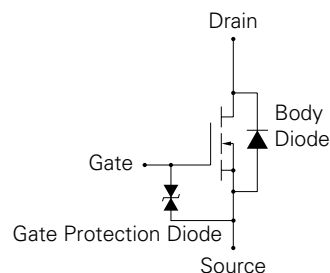 Drain
Body
Diode
Gate
Gate Protection Diode
Source